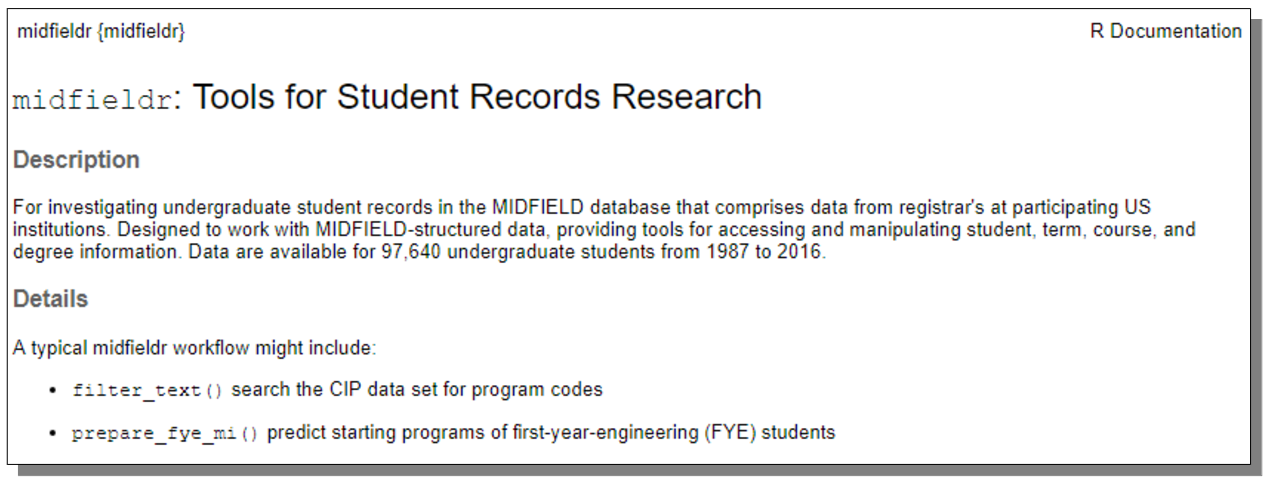 midfieldr {midfieldr}
R Documentation
midfieldr: Tools for Student Records Research
Description
For investigating undergraduate student records in the MIDFIELD database that comprises data from registrar's at participating US
institutions. Designed to work with MIDFIELD-structured data, providing tools for accessing and manipulating student, term, course, and
degree information. Data are available for 97,640 undergraduate students from 1987 to 2016.
Details
A typical midfieldr workflow might include:
• filter_text() search the CIP data set for program codes
• prepare_fye_mi() predict starting programs of first-year-engineering (FYE) students